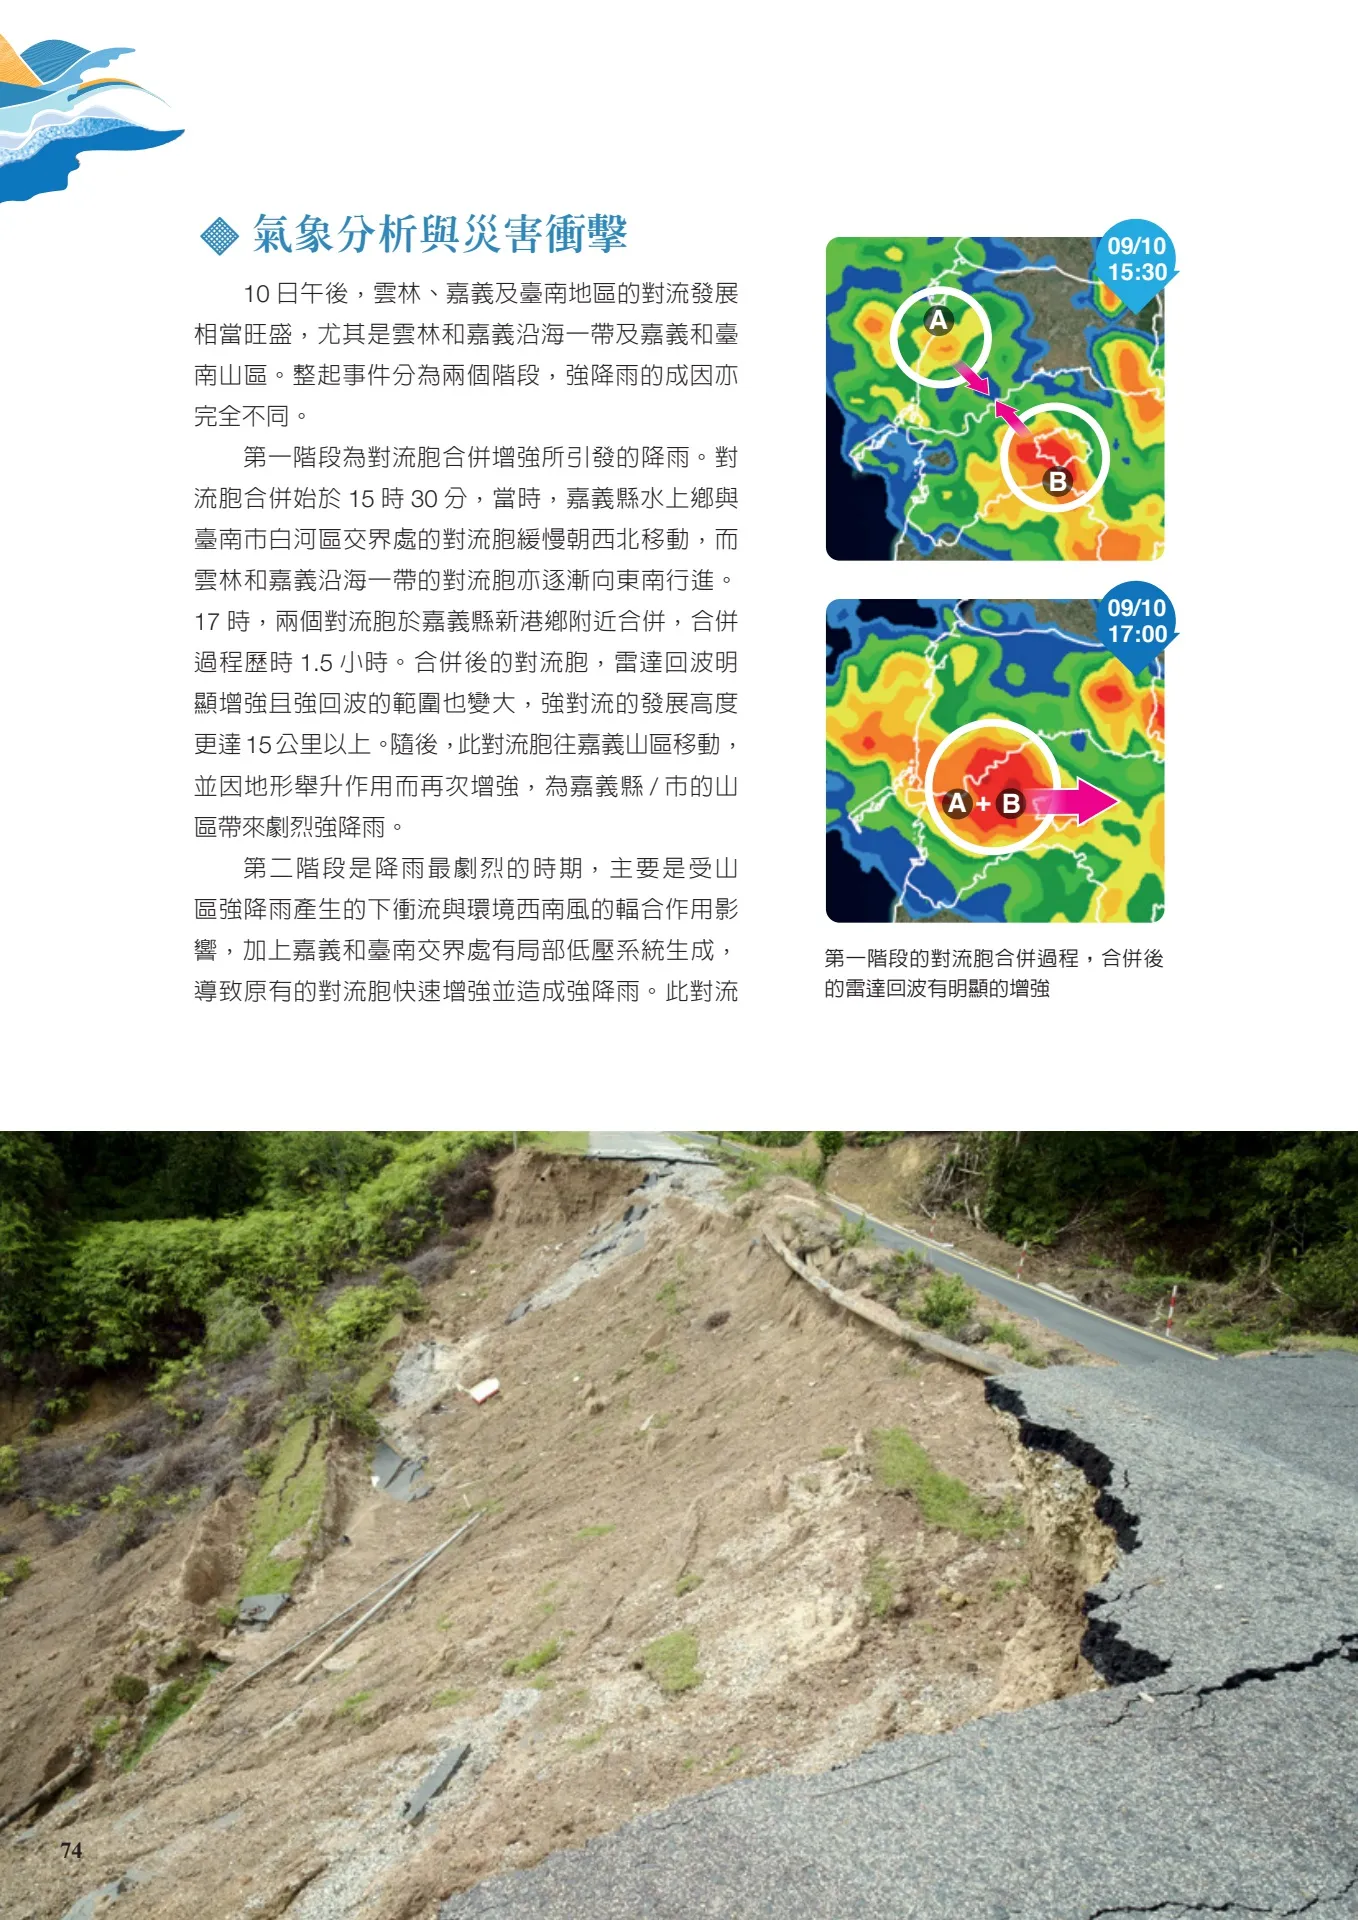 氣象分析與災害衝擊
10 日午後，雲林、嘉義及臺南地區的對流發展
相當旺盛，尤其是雲林和嘉義沿海一帶及嘉義和臺
南山區。整起事件分為兩個階段，強降雨的成因亦
完全不同。
第一階段為對流胞合併增強所引發的降雨。對
流胞合併始於 15 時 30 分，當時，嘉義縣水上鄉與
臺南市白河區交界處的對流胞緩慢朝西北移動，而
雲林和嘉義沿海一帶的對流胞亦逐漸向東南行進。
17 時，兩個對流胞於嘉義縣新港鄉附近合併，合併
過程歷時 1.5 小時。合併後的對流胞，雷達回波明
顯增強且強回波的範圍也變大，強對流的發展高度
更達 15 公里以上。隨後，此對流胞往嘉義山區移動，
並因地形舉升作用而再次增強，為嘉義縣 / 市的山
區帶來劇烈強降雨。
第二階段是降雨最劇烈的時期，主要是受山
區強降雨產生的下衝流與環境西南風的輻合作用影
響，加上嘉義和臺南交界處有局部低壓系統生成，
導致原有的對流胞快速增強並造成強降雨。此對流
09/10
15:30
A
B
09/10
17:00
A + B
第一階段的對流胞合併過程，合併後
的雷達回波有明顯的增強
74